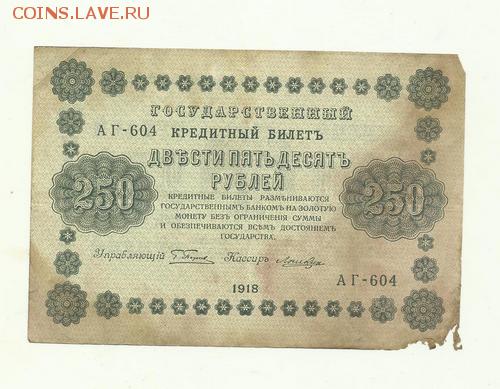 COINS.LAVE.RU
ГОСУДАРСТВЕННЫЙ
АГ-604 КРЕДИТНЫЙ БИЛЕТЪ
ДВѢСТИ ПЯТЬДЕСЯТЪ
РУБЛЕЙ
250 250
КРЕДИТНЫЕ БИЛЕТЫ РАЗМѢНИВАЮТСЯ
ГОСУДАРСТВЕННЫМЪ БАНКОМЪ НА ЗОЛОТУЮ
МОНЕТУ БЕЗЪ ОГРАНИЧЕНІЯ СУММЫ
И ОБЕЗПЕЧИВАЮТСЯ ВСѢМЪ ДОСТОЯНІЕМЪ
ГОСУДАРСТВА.
Управляющій Кассиръ
АГ-604
1918